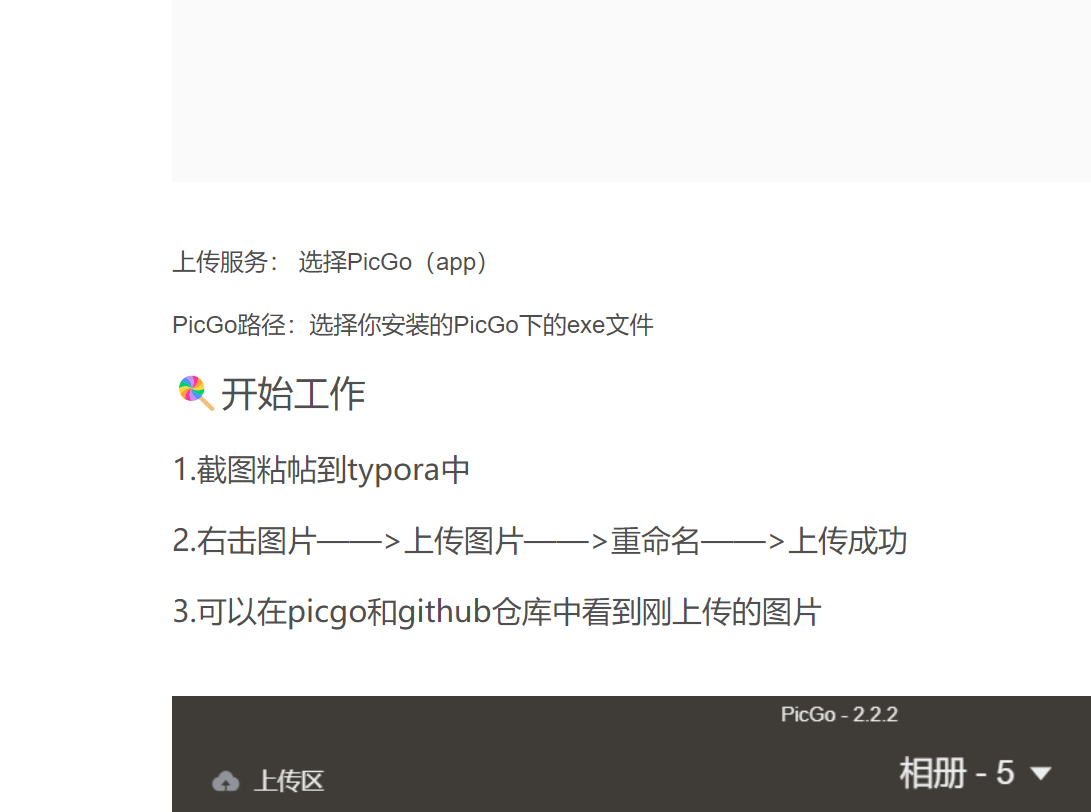 上传服务： 选择PicGo（app）
PicGo路径：选择你安装的PicGo下的exe文件
开始工作
1.截图粘帖到typora中
2.右击图片——>上传图片——>重命名——>上传成功
3.可以在picgo和github仓库中看到刚上传的图片
PicGo - 2.2.2
上传区
相册 - 5